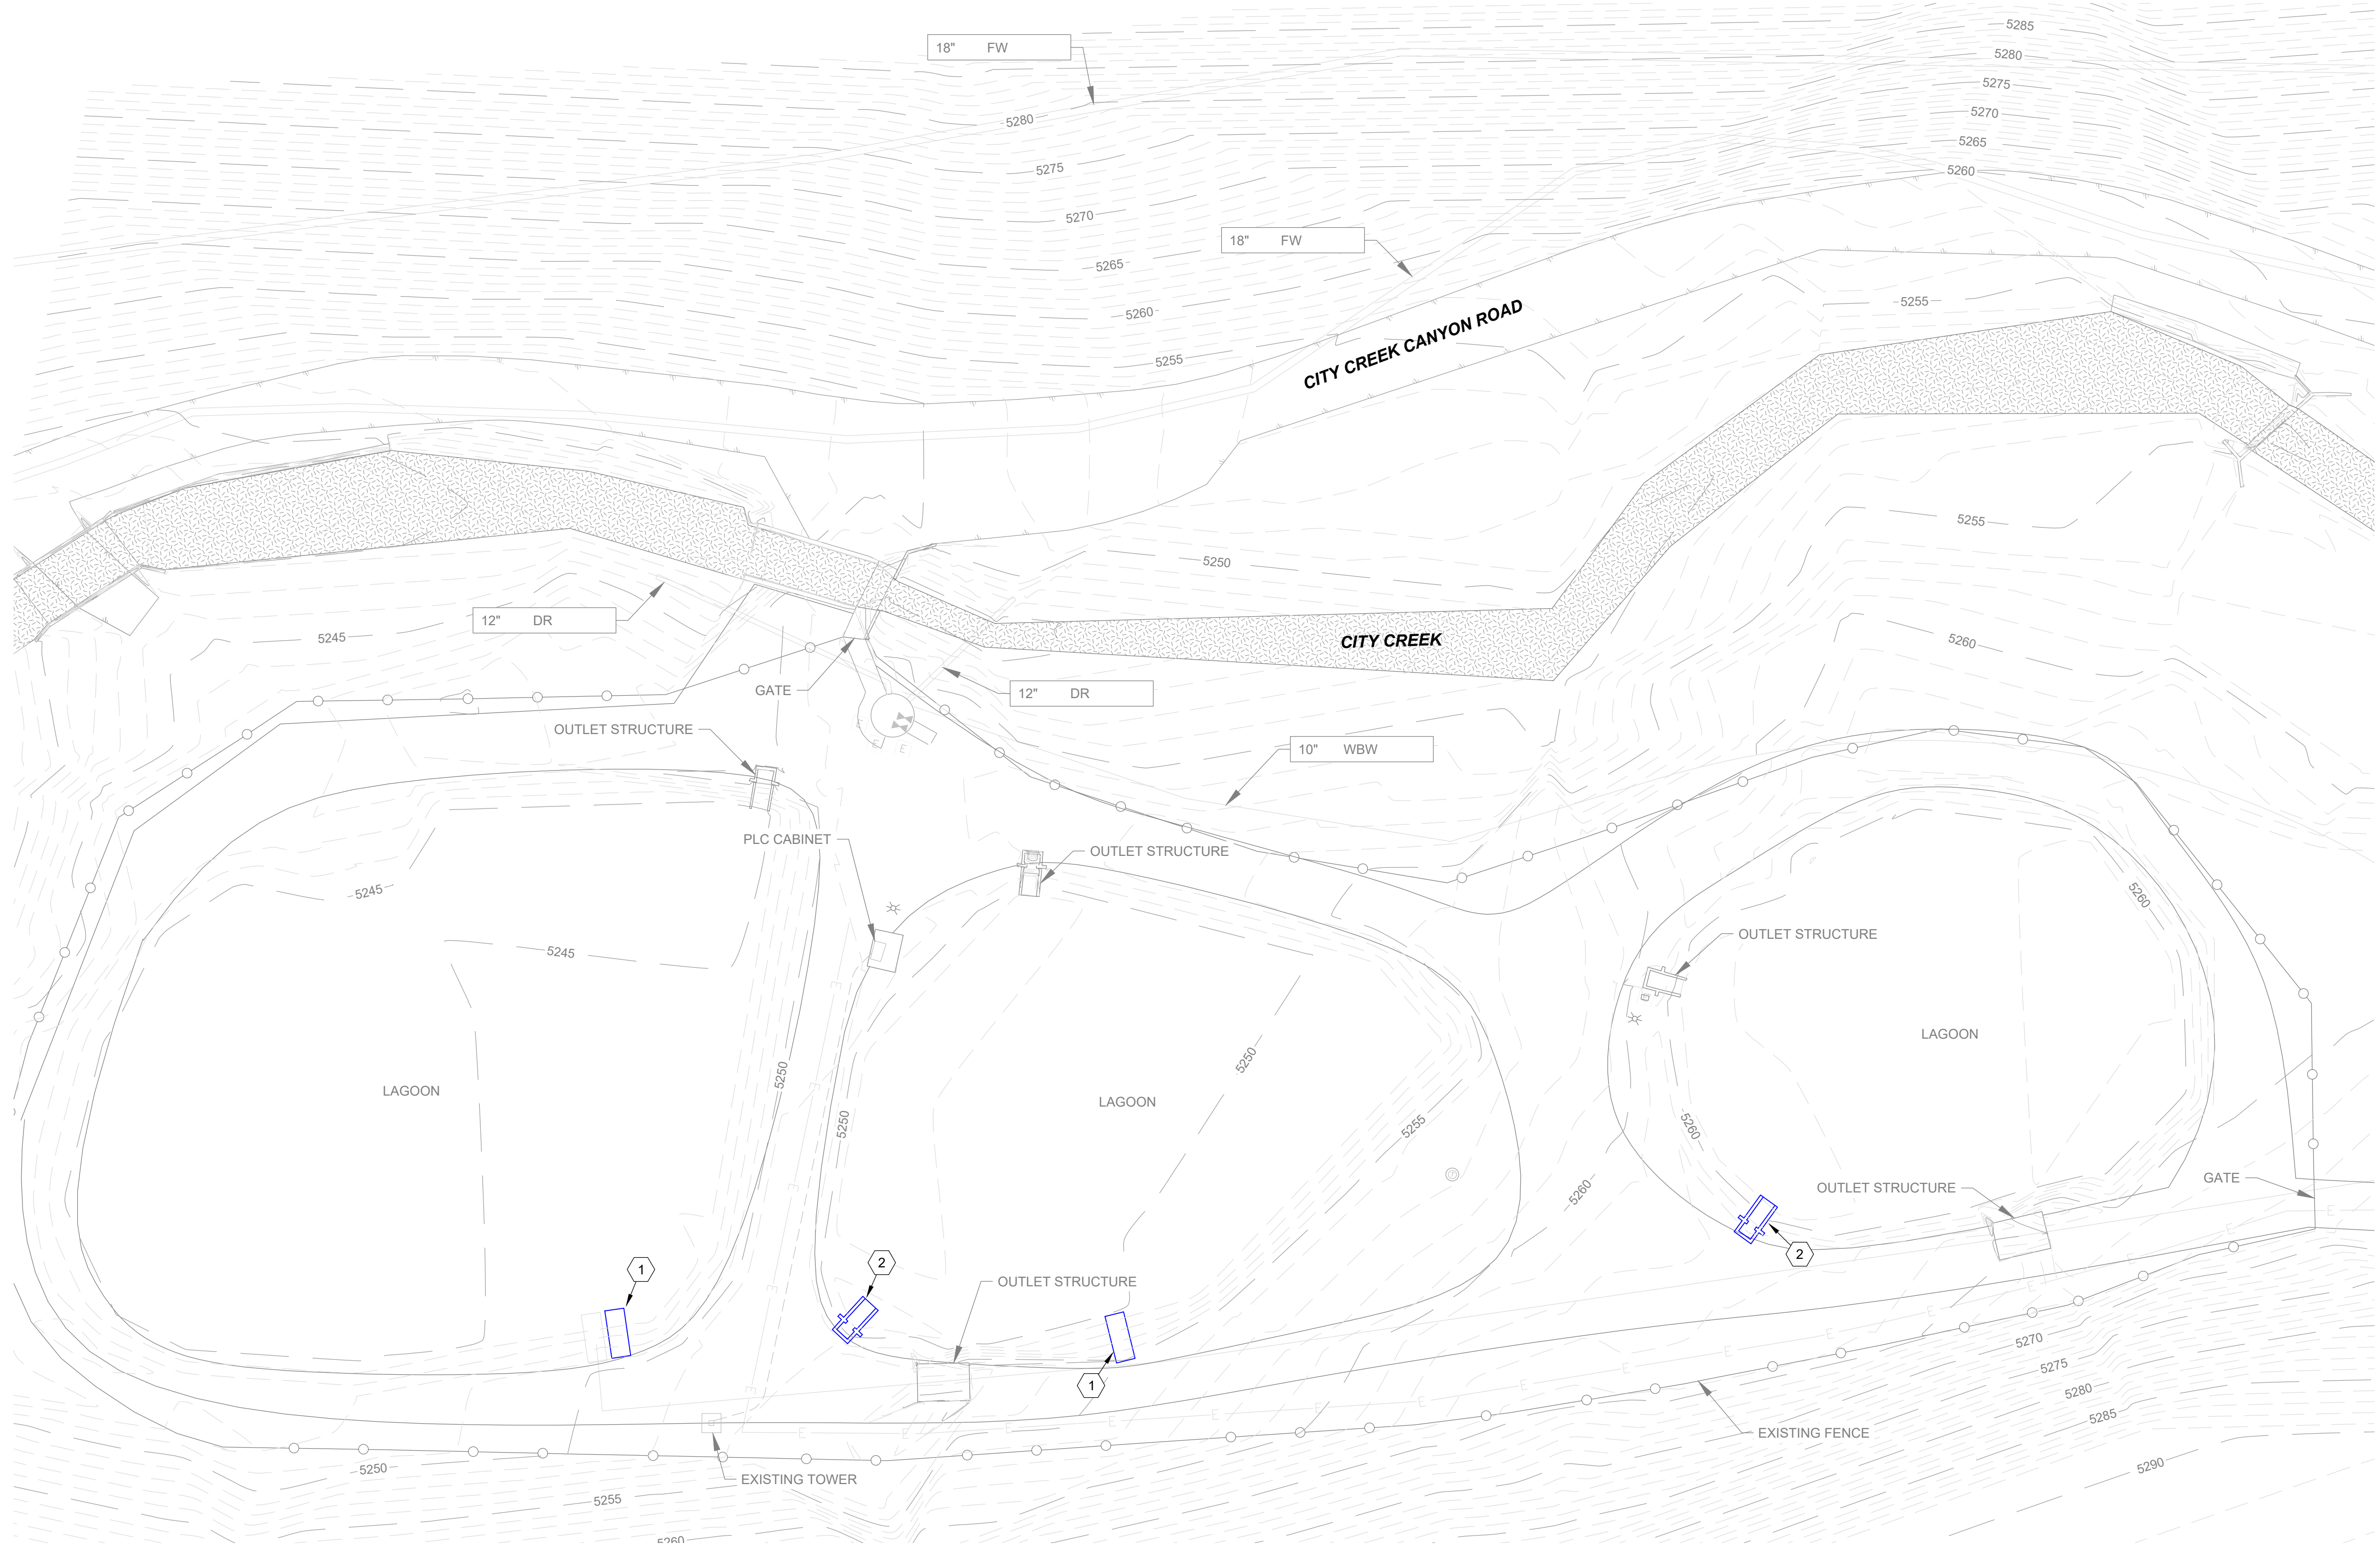 5285
18" FW
5280
5275
5280
5270
5265
5275
5260
5270
18" FW
5265
5255
5260
CITY CREEK CANYON ROAD
5255
5255
5250
12" DR
5245
CITY CREEK
5260
GATE
12" DR
OUTLET STRUCTURE
E
E
E
10" WBW
PLC CABINET
OUTLET STRUCTURE
5245
5260
OUTLET STRUCTURE
5245
LAGOON
5250
5250
LAGOON
LAGOON
5250
5255
5260
GATE
5260
OUTLET STRUCTURE
E
E
2
2
1
OUTLET STRUCTURE
E
E
5270
E
5275
1
E
5280
E
E
E
5285
E
E
E
EXISTING FENCE
5250
5290
EXISTING TOWER
5255
5260